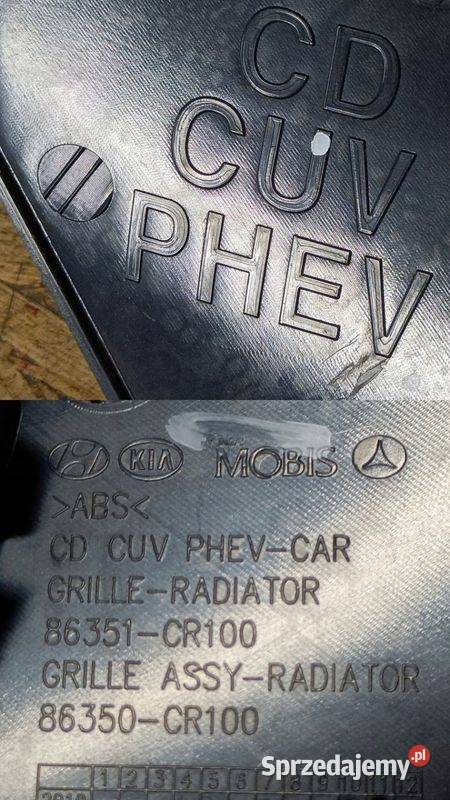 CD
CUV
PHEV
KIA MOBIS
>ABS<
CD CUV PHEV-CAR
GRILLE-RADIATOR
86351-CR100
GRILLE ASSY-RADIATOR
86350-CR100
1 2 3 4 5 6 7 8 9 10 11 12
Sprzedajemy.pl